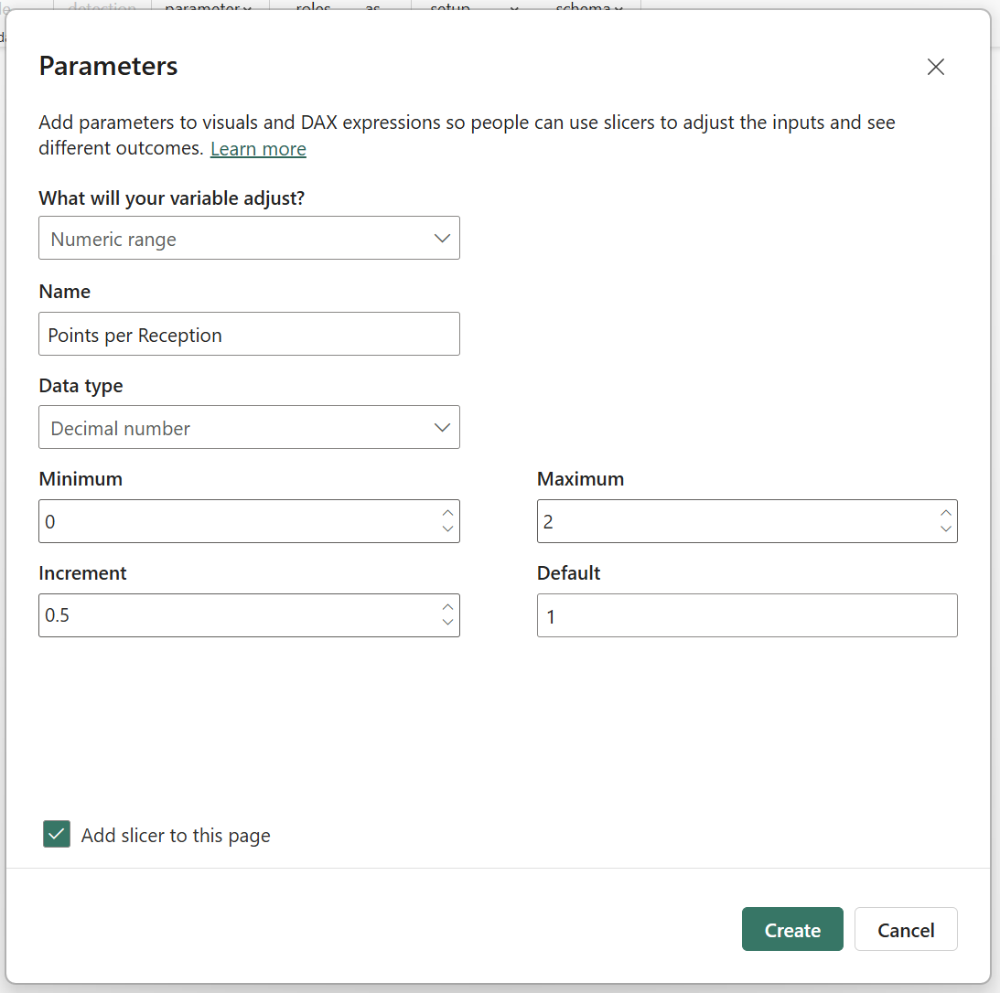 detection parameter roles as setup schema
Parameters
Add parameters to visuals and DAX expressions so people can use slicers to adjust the inputs and see
different outcomes. Learn more
What will your variable adjust?
Numeric range
Name
Points per Reception
Data type
Decimal number
Minimum Maximum
0 2
Increment Default
0.5 1
Add slicer to this page
Create Cancel